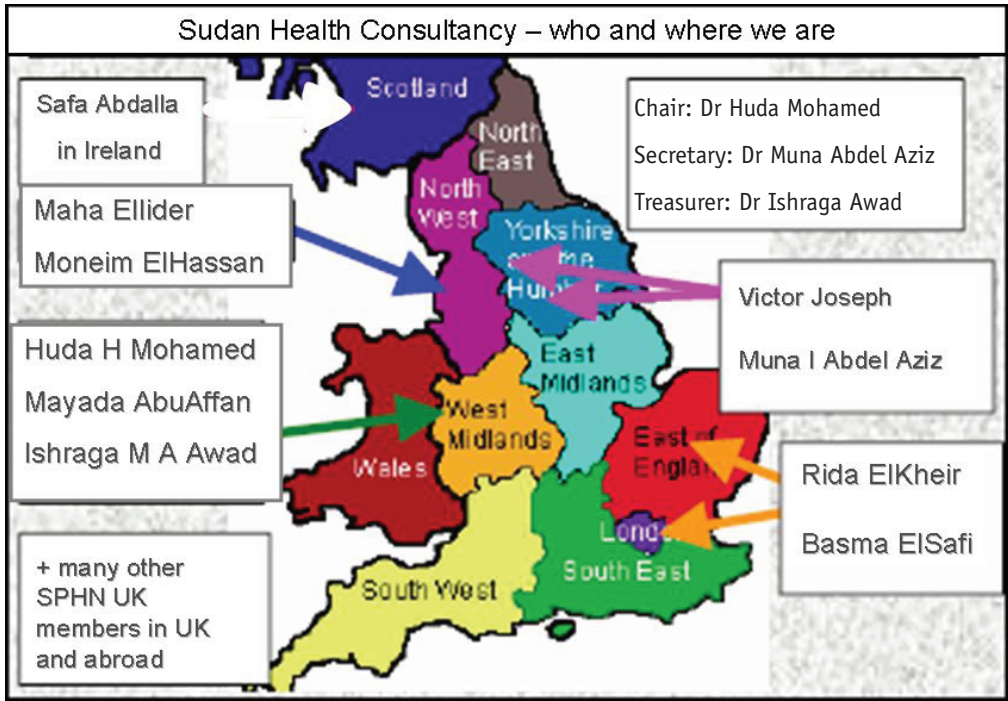 Sudan Health Consultancy – who and where we are
Safa Abdalla
in Ireland
Maha Ellider
Moneim ElHassan
Huda H Mohamed
Mayada AbuAffan
Ishraga M A Awad
+ many other
SPHN UK
members in UK
and abroad
Scotland
North
East
North
West
Yorkshire
and the
Humber
East
Midlands
West
Midlands
Wales
East of
England
London
South East
South West
Chair: Dr Huda Mohamed
Secretary: Dr Muna Abdel Aziz
Treasurer: Dr Ishraga Awad
Victor Joseph
Muna I Abdel Aziz
Rida ElKheir
Basma ElSafi